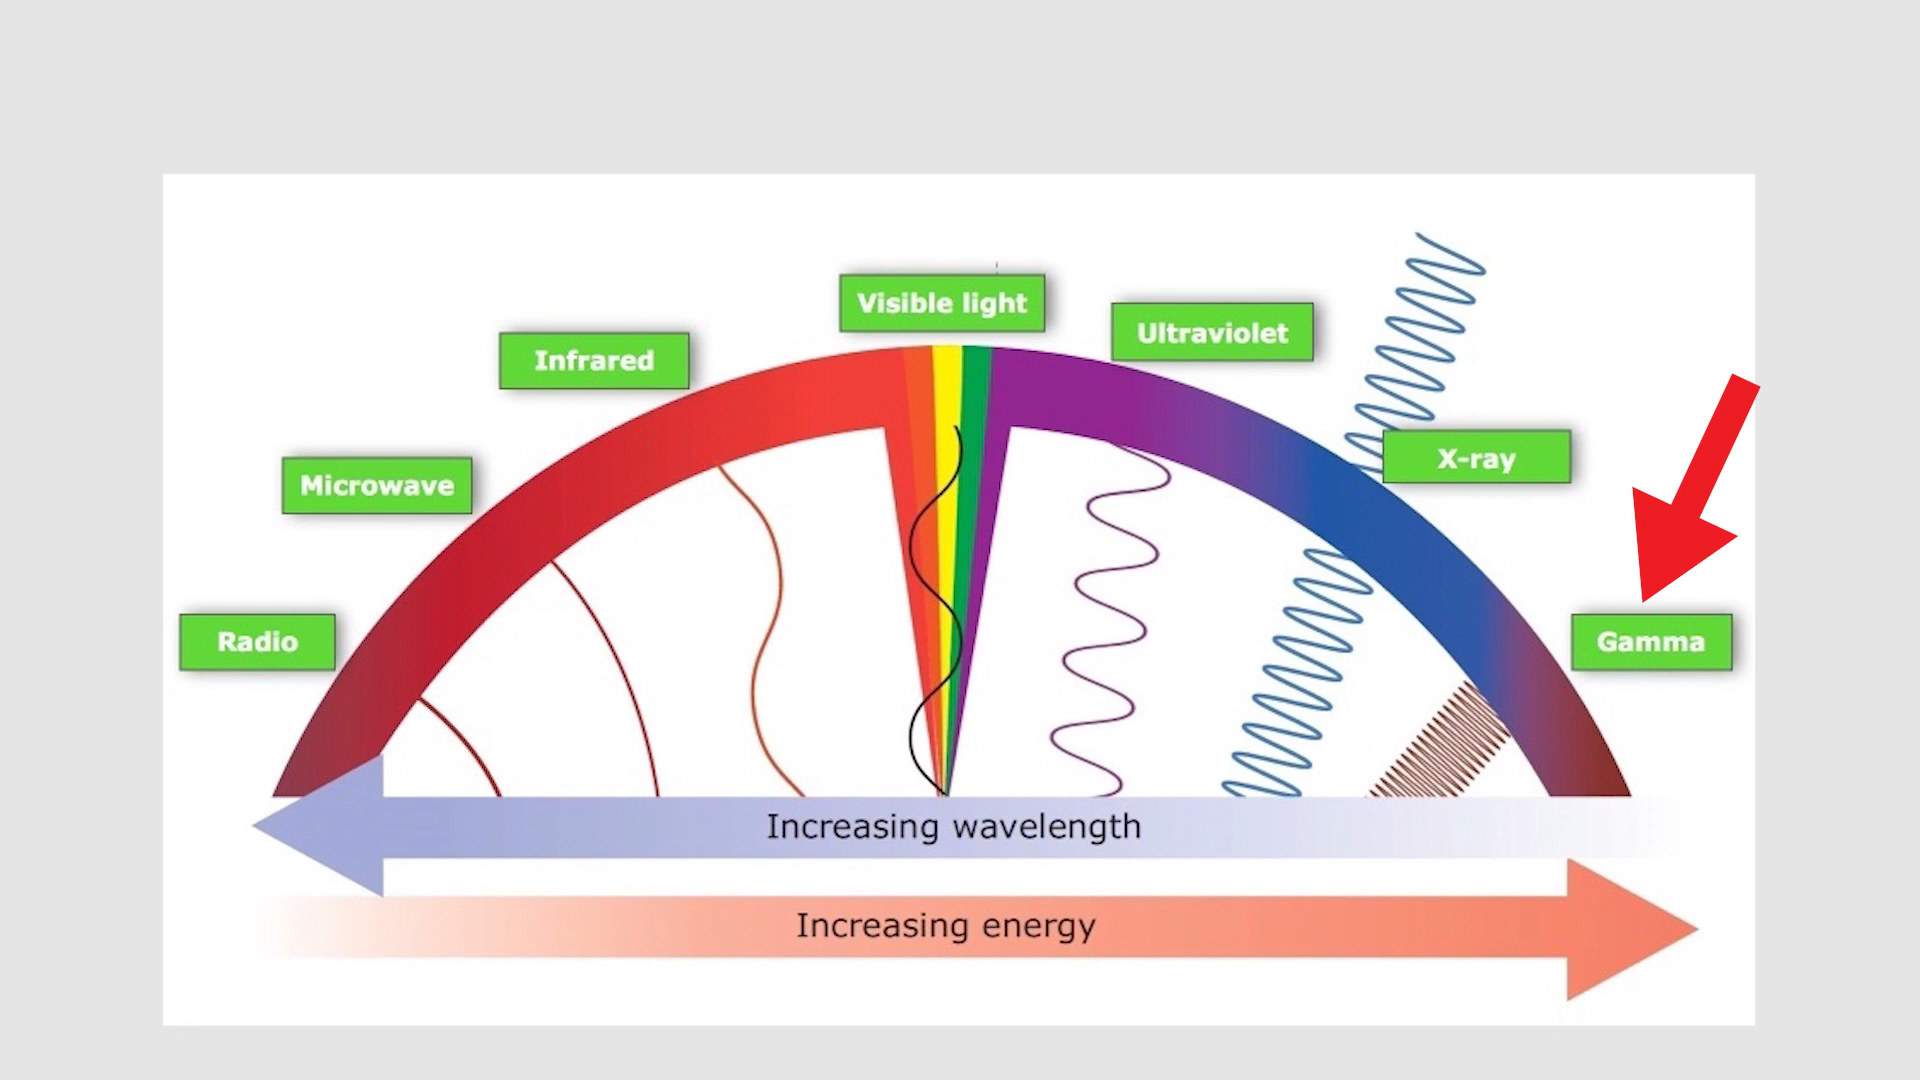 Visible light
Ultraviolet
Infrared
X-ray
Microwave
Radio
Gamma
Increasing wavelength
Increasing energy